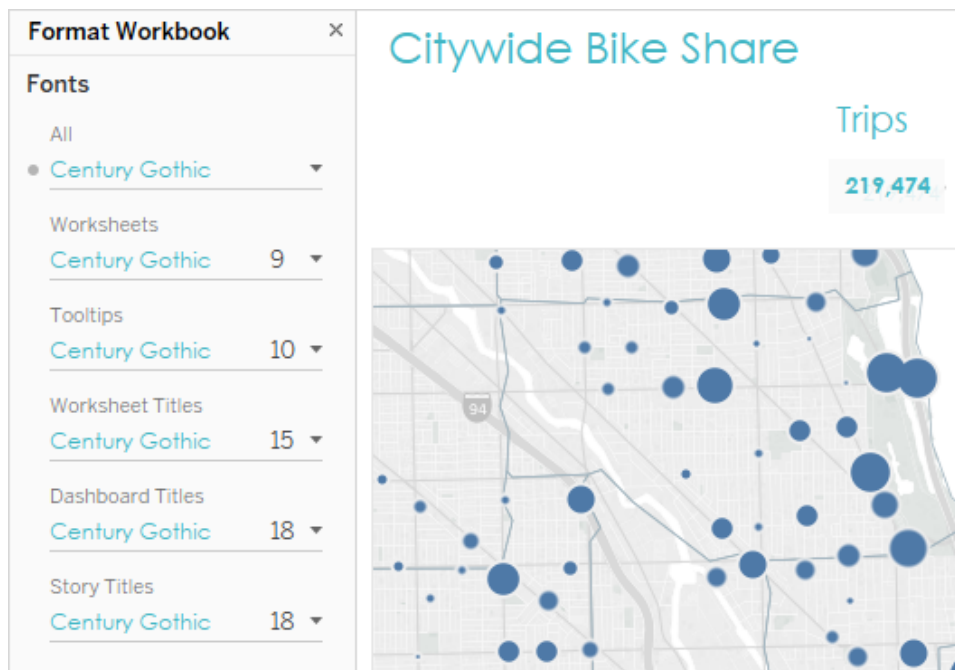 Format Workbook ×
Fonts
All
Century Gothic
Worksheets
Century Gothic 9
Tooltips
Century Gothic 10
Worksheet Titles
Century Gothic 15
Dashboard Titles
Century Gothic 18
Story Titles
Century Gothic 18
Citywide Bike Share
Trips
219,474
94